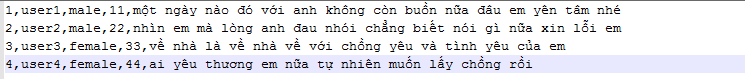 1,user1,male,11,một ngày nào đó với anh không còn buồn nữa đâu em yên tâm nhé
2,user2,male,22,nhìn em mà lòng anh đau nhói chẳng biết nói gì nữa xin lỗi em
3,user3,female,33,về nhà là về nhà về với chồng yêu và tình yêu của em
4,user4,female,44,ai yêu thương em nữa tự nhiên muốn lấy chồng rồi